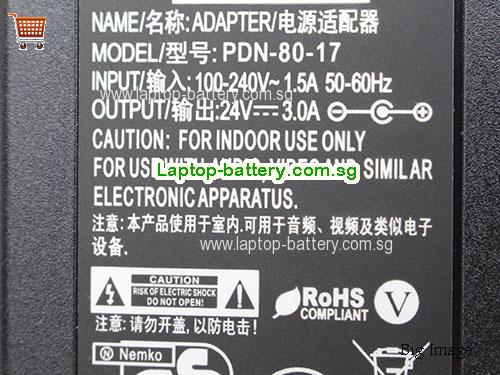 NAME/名称:ADAPTER/电源适配器
MODEL/型号: PDN-80-17
INPUT/输入: 100-240V~ 1.5A 50-60Hz
www.laptop-battery.com.sg
OUTPUT/输出:24V 3.0A
CAUTION: FOR INDOOR USE ONLY
FOR USE WITH AUDIO, VIDEO AND SIMILAR
Laptop-battery.com.sg
ELECTRONIC APPARATUS.
注意: 本产品使用于室内.可用于音频、视频及类似电子
设备.
www.laptop-battery.com.sg
CAUTION
RISK OF ELECTRIC SHOCK
DO NOT OPEN
RoHS
COMPLIANT
V
注意: 请勿开盖, 以防电击!
N Nemko
Big Image